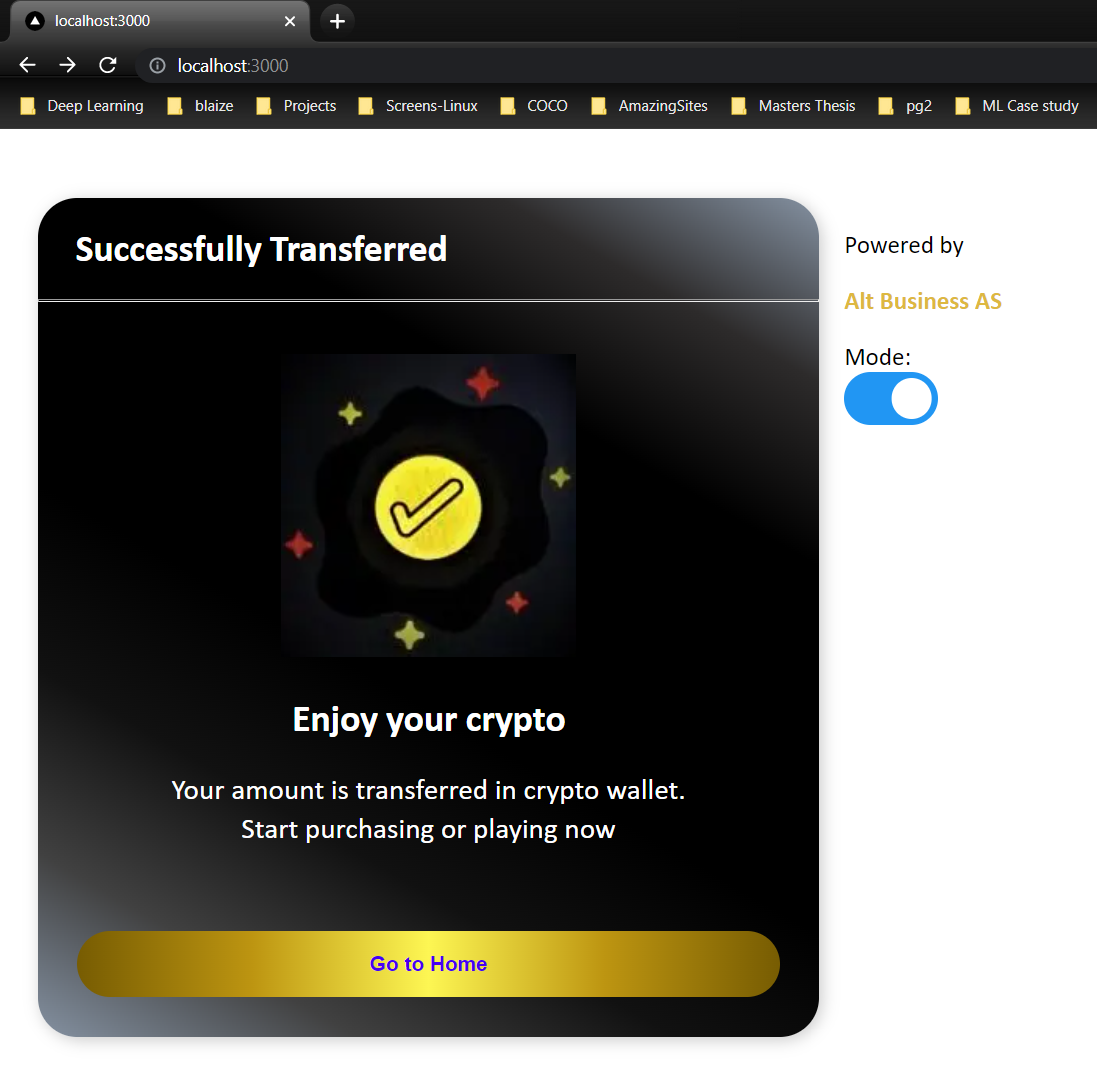 localhost:3000
localhost:3000
Deep Learning blaize Projects Screens-Linux COCO AmazingSites Masters Thesis pg2 ML Case study
Successfully Transferred
Powered by
Alt Business AS
Mode:
Enjoy your crypto
Your amount is transferred in crypto wallet.
Start purchasing or playing now
Go to Home